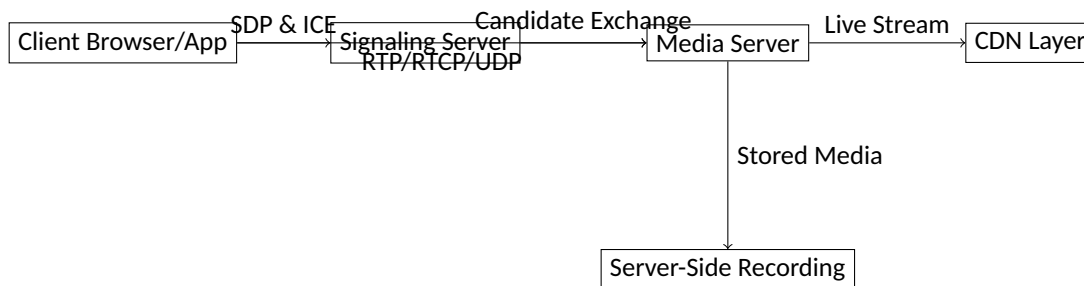 Client Browser/App
SDP & ICE
Signaling Server
RTP/RTCP/UDP
Candidate Exchange
Media Server
Live Stream
CDN Layer
Stored Media
Server-Side Recording